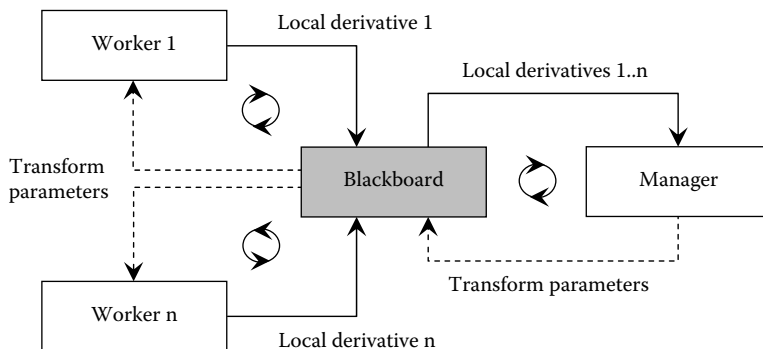 Local derivative 1
Worker 1
Local derivatives 1..n
Transform
parameters
Blackboard
Manager
Transform parameters
Worker n
Local derivative n